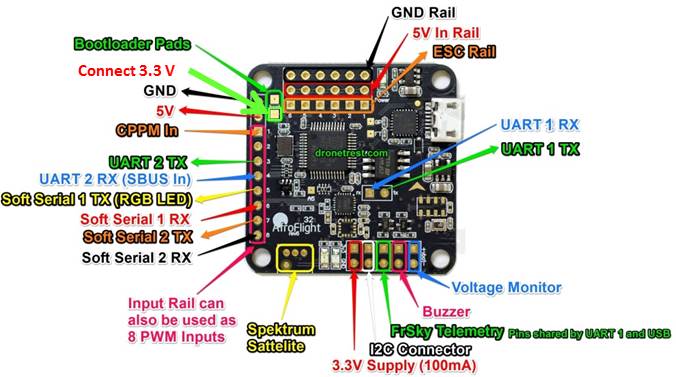 GND Rail
5V In Rail
ESC Rail
Bootloader Pads
Connect 3.3 V
GND
5V
CPPM In
UART 2 TX
UART 2 RX (SBUS In)
Soft Serial 1 TX (RGB LED)
Soft Serial 1 RX
Soft Serial 2 TX
Soft Serial 2 RX
Power
dronetrest.com
UART 1 RX
UART 1 TX
AfroFlight
32
Input Rail can
also be used as
8 PWM Inputs
Spektrum
Sattelite
Voltage Monitor
Buzzer
FrSky Telemetry Pins shared by UART 1 and USB
I2C Connector
3.3V Supply (100mA)